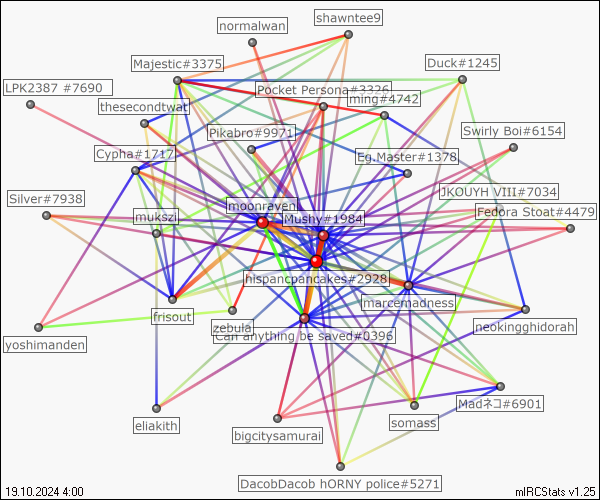 shawntee9
normalwan
Majestic#3375
Duck#1245
LPK2387 #7690
Pocket Persona#3326
ming#4742
thesecondtwat
Pikabro#9971
Swirly Boi#6154
Cypha#1717
Eg.Master#1378
Silver#7938
JKOUYH VIII#7034
moonraven
Fedora Stoat#4479
mukszi
Mushy#1984
hispancpancakes#2928
marcemadness
frisout
zebula
neokingghidorah
Can anything be saved#0396
yoshimanden
Madネコ#6901
eliakith
somass
bigcitysamurai
DacobDacob hORNY police#5271
19.10.2024 4:00
mIRCStats v1.25